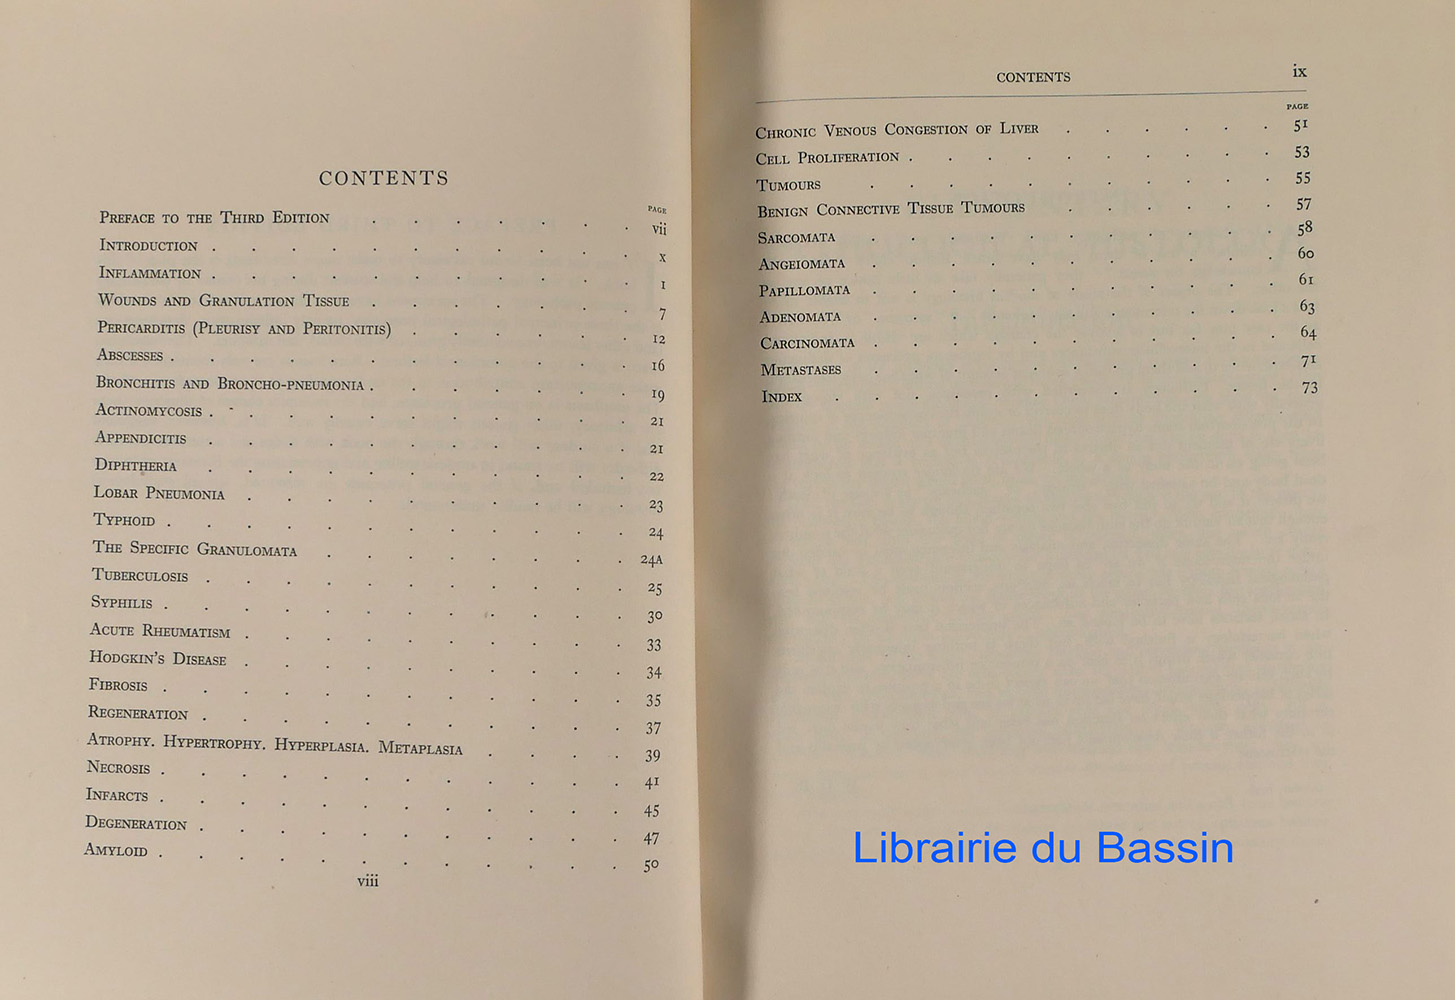 CONTENTS
PAGE
PREFACE TO THE THIRD EDITION . . . . . . . vii
INTRODUCTION . . . . . . . . . . . x
INFLAMMATION . . . . . . . . . . . 1
WOUNDS AND GRANULATION TISSUE . . . . . . . 7
PERICARDITIS (PLEURISY AND PERITONITIS) . . . . . . 12
ABSCESSES . . . . . . . . . . . . 16
BRONCHITIS AND BRONCHO-PNEUMONIA . . . . . . . 19
ACTINOMYCOSIS . . . . . . . . . . . 21
APPENDICITIS . . . . . . . . . . . 21
DIPHTHERIA . . . . . . . . . . . 22
LOBAR PNEUMONIA . . . . . . . . . . 23
TYPHOID . . . . . . . . . . . . 24
THE SPECIFIC GRANULOMATA . . . . . . . . 24A
TUBERCULOSIS . . . . . . . . . . . 25
SYPHILIS . . . . . . . . . . . . 30
ACUTE RHEUMATISM . . . . . . . . . . 33
HODGKIN'S DISEASE . . . . . . . . . . 34
FIBROSIS . . . . . . . . . . . . 35
REGENERATION . . . . . . . . . . . 37
ATROPHY. HYPERTROPHY. HYPERPLASIA. METAPLASIA . . . . 39
NECROSIS . . . . . . . . . . . . 41
INFARCTS . . . . . . . . . . . . 45
DEGENERATION . . . . . . . . . . . 47
AMYLOID . . . . . . . . . . . . 50
viii
CONTENTS ix
PAGE
CHRONIC VENOUS CONGESTION OF LIVER . . . . . . 51
CELL PROLIFERATION . . . . . . . . . . 53
TUMOURS . . . . . . . . . . . 55
BENIGN CONNECTIVE TISSUE TUMOURS . . . . . . 57
SARCOMATA . . . . . . . . . . . 58
ANGEIOMATA . . . . . . . . . . . 60
PAPILLOMATA . . . . . . . . . . . 61
ADENOMATA . . . . . . . . . . . 63
CARCINOMATA . . . . . . . . . . . 64
METASTASES . . . . . . . . . . . 71
INDEX . . . . . . . . . . . . 73
Librairie du Bassin